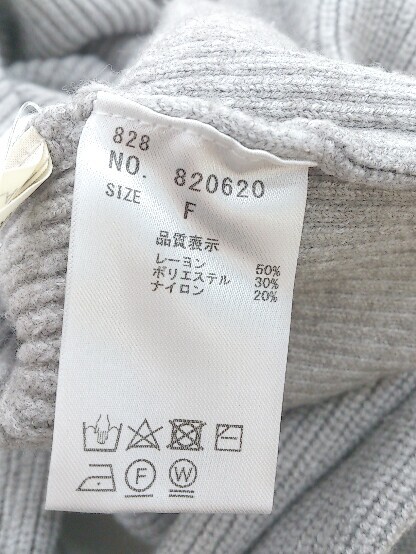 828
NO. 820620
SIZE F
品質表示
レーヨン 50%
ポリエステル 30%
ナイロン 20%
F W